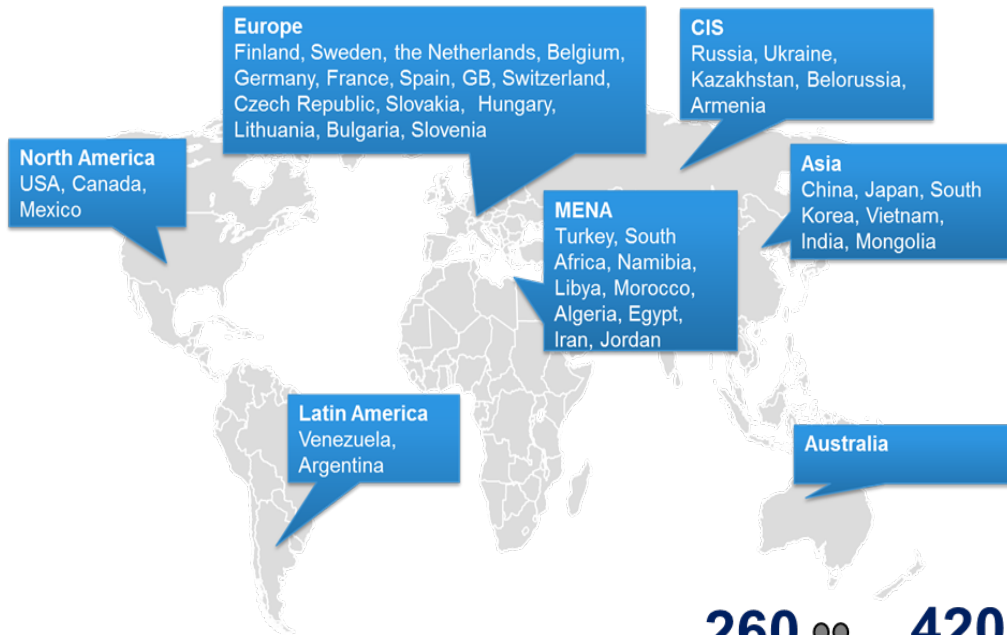 Europe
Finland, Sweden, the Netherlands, Belgium,
Germany, France, Spain, GB, Switzerland,
Czech Republic, Slovakia, Hungary,
Lithuania, Bulgaria, Slovenia
CIS
Russia, Ukraine,
Kazakhstan, Belorussia,
Armenia
North America
USA, Canada,
Mexico
Asia
China, Japan, South
Korea, Vietnam,
India, Mongolia
MENA
Turkey, South
Africa, Namibia,
Libya, Morocco,
Algeria, Egypt,
Iran, Jordan
Latin America
Venezuela,
Argentina
Australia
260 420